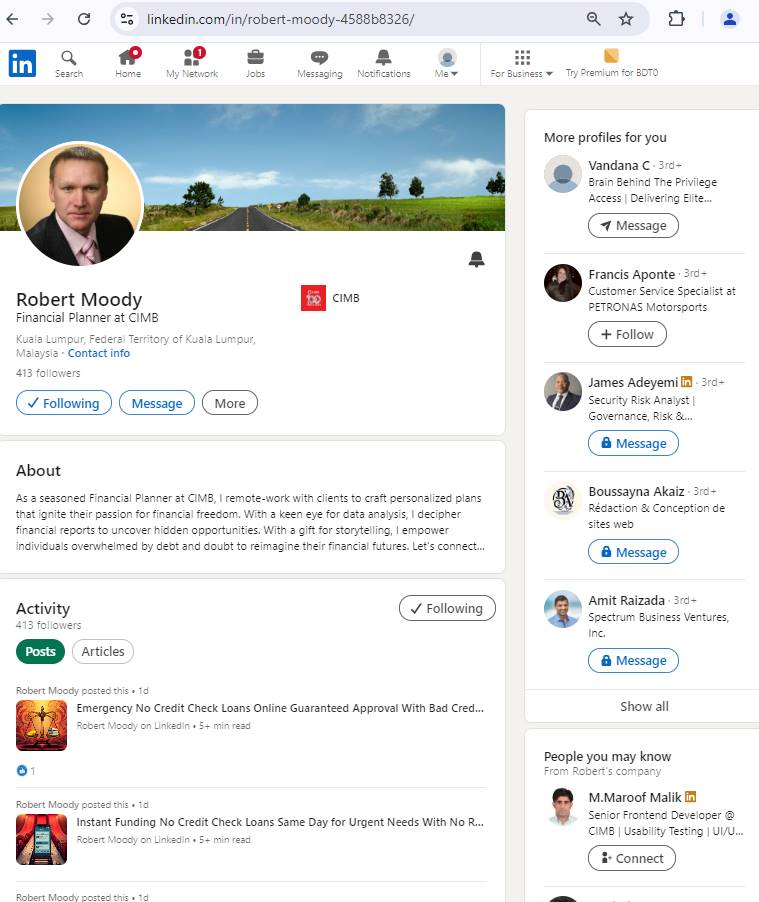 linkedin.com/in/robert-moody-4588b8326/
in
Search
Home
1
My Network
Jobs
Messaging
Notifications
Me
For Business
Try Premium for BDT0
Robert Moody
Financial Planner at CIMB
CIMB
Kuala Lumpur, Federal Territory of Kuala Lumpur,
Malaysia · Contact info
413 followers
Following
Message
More
About
As a seasoned Financial Planner at CIMB, I remote-work with clients to craft personalized plans
that ignite their passion for financial freedom. With a keen eye for data analysis, I decipher
financial reports to uncover hidden opportunities. With a gift for storytelling, I empower
individuals overwhelmed by debt and doubt to reimagine their financial futures. Let's connect...
Activity
413 followers
Following
Posts
Articles
Robert Moody posted this • 1d
Emergency No Credit Check Loans Online Guaranteed Approval With Bad Cred...
Robert Moody on LinkedIn • 5+ min read
1
Robert Moody posted this • 1d
Instant Funding No Credit Check Loans Same Day for Urgent Needs With No R...
Robert Moody on LinkedIn • 5+ min read
Robert Moody posted this • 1d
More profiles for you
Vandana C · 3rd+
Brain Behind The Privilege
Access | Delivering Elite...
Message
Francis Aponte · 3rd+
Customer Service Specialist at
PETRONAS Motorsports
Follow
James Adeyemi in · 3rd+
Security Risk Analyst |
Governance, Risk &...
Message
Boussayna Akaiz · 3rd+
Rédaction & Conception de
sites web
Message
Amit Raizada · 3rd+
Spectrum Business Ventures,
Inc.
Message
Show all
People you may know
From Robert's company
M.Maroof Malik in
Senior Frontend Developer @
CIMB | Usability Testing | UI/U...
Connect